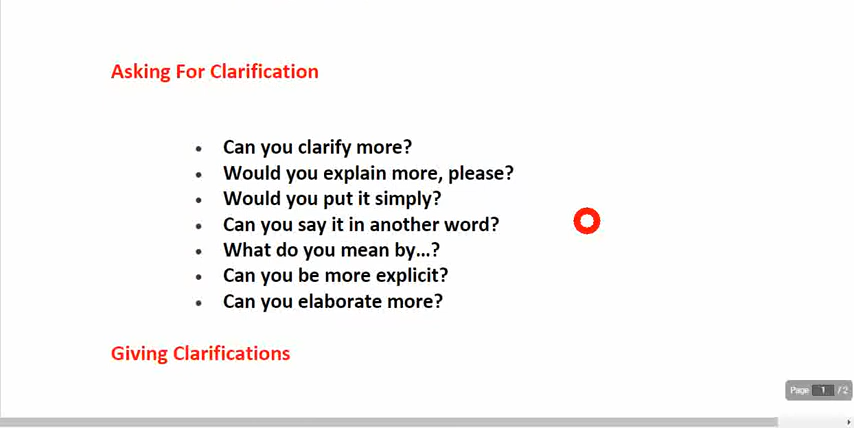 Asking For Clarification
• Can you clarify more?
• Would you explain more, please?
• Would you put it simply?
• Can you say it in another word?
• What do you mean by...?
• Can you be more explicit?
• Can you elaborate more?
Giving Clarifications
Page 1 / 2